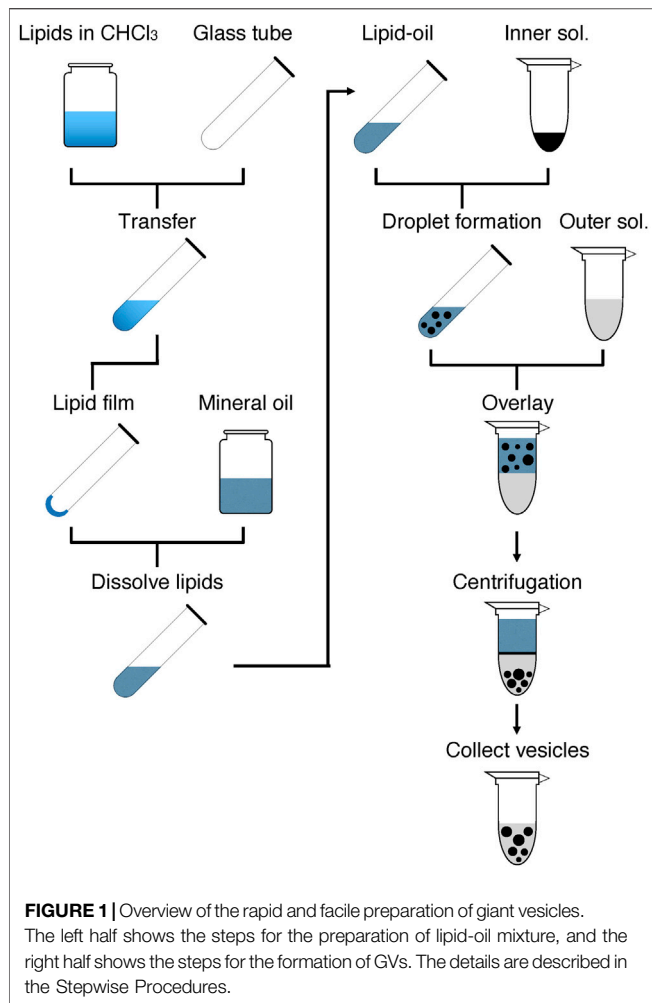 Lipids in CHCl3
Glass tube
Transfer
Lipid film
Mineral oil
Dissolve lipids
Lipid-oil
Inner sol.
Droplet formation
Outer sol.
Overlay
Centrifugation
Collect vesicles
FIGURE 1 | Overview of the rapid and facile preparation of giant vesicles.
The left half shows the steps for the preparation of lipid-oil mixture, and the
right half shows the steps for the formation of GVs. The details are described in
the Stepwise Procedures.